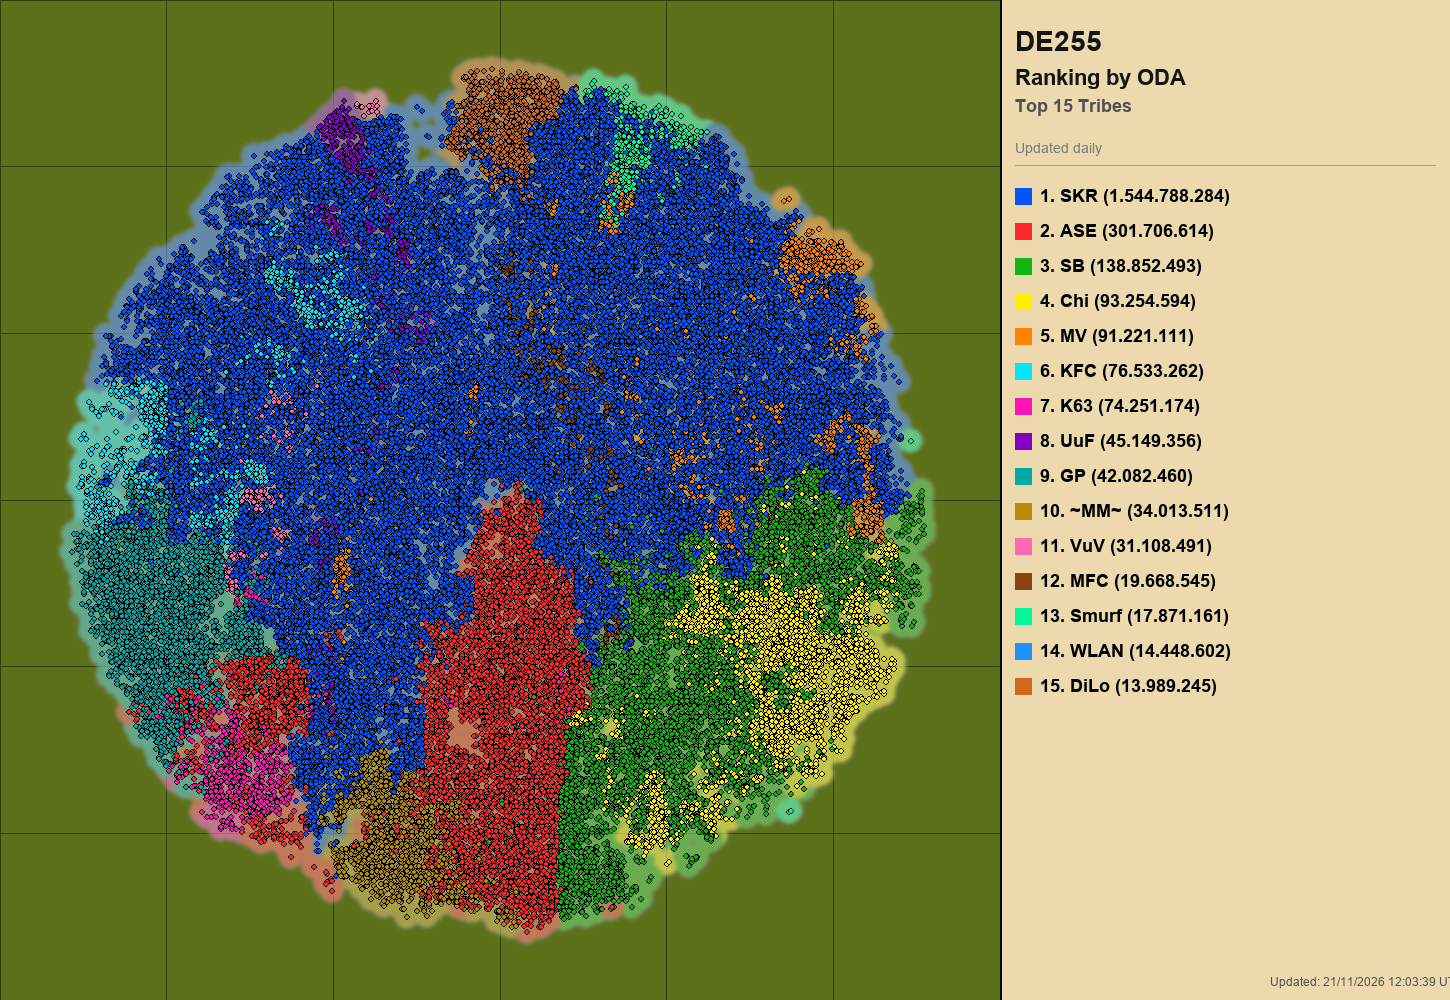 DE255
Ranking by ODA
Top 15 Tribes
Updated daily
1. SKR (1.544.788.284)
2. ASE (301.706.614)
3. SB (138.852.493)
4. Chi (93.254.594)
5. MV (91.221.111)
6. KFC (76.533.262)
7. K63 (74.251.174)
8. UuF (45.149.356)
9. GP (42.082.460)
10. ~MM~ (34.013.511)
11. VuV (31.108.491)
12. MFC (19.668.545)
13. Smurf (17.871.161)
14. WLAN (14.448.602)
15. DiLo (13.989.245)
Updated: 21/11/2026 12:03:39 U